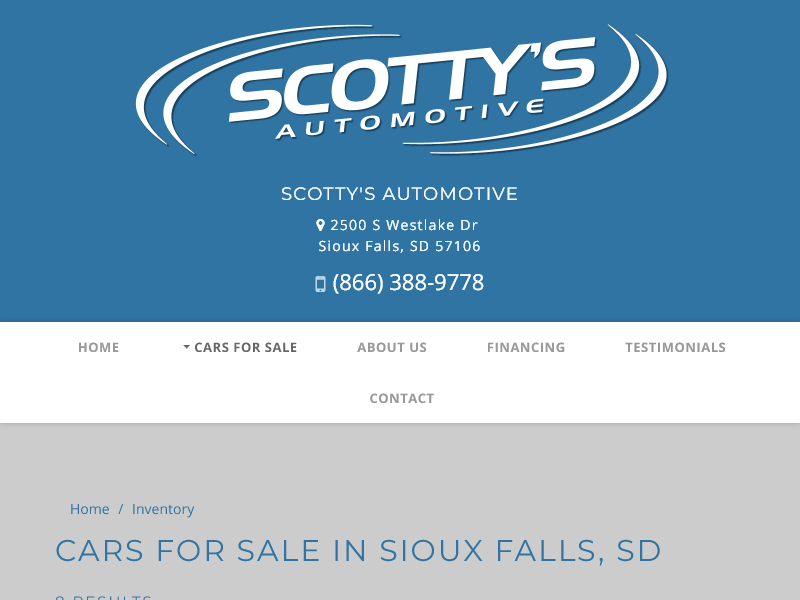 SCOTTY'S
AUTOMOTIVE
SCOTTY'S AUTOMOTIVE
2500 S Westlake Dr
Sioux Falls, SD 57106
(866) 388-9778
HOME CARS FOR SALE ABOUT US FINANCING TESTIMONIALS
CONTACT
Home / Inventory
CARS FOR SALE IN SIOUX FALLS, SD
RESULTS